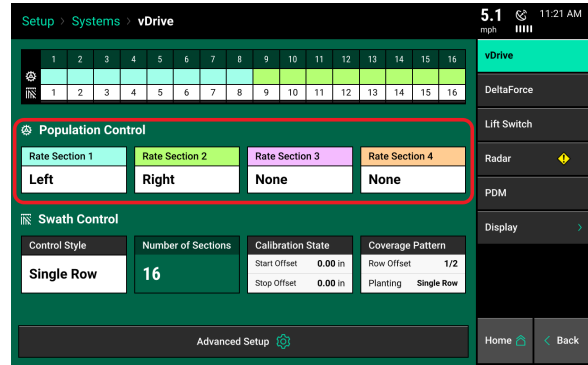 Setup > Systems > vDrive
5.1 mph
11:21 AM
1 2 3 4 5 6 7 8 9 10 11 12 13 14 15 16
1 2 3 4 5 6 7 8 9 10 11 12 13 14 15 16
Population Control
Rate Section 1 Rate Section 2 Rate Section 3 Rate Section 4
Left Right None None
Swath Control
Control Style Number of Sections Calibration State Coverage Pattern
Single Row 16
Start Offset 0.00 in Row Offset 1/2
Stop Offset 0.00 in Planting Single Row
Advanced Setup
vDrive
DeltaForce
Lift Switch
Radar
PDM
Display >
Home < Back